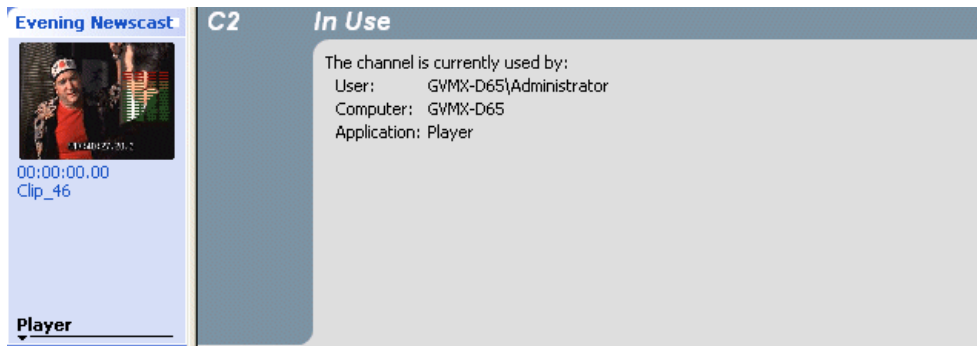 Evening Newscast
00:00:00.00
Clip_46
Player
C2
In Use
The channel is currently used by:
User: GVMX-D65\Administrator
Computer: GVMX-D65
Application: Player